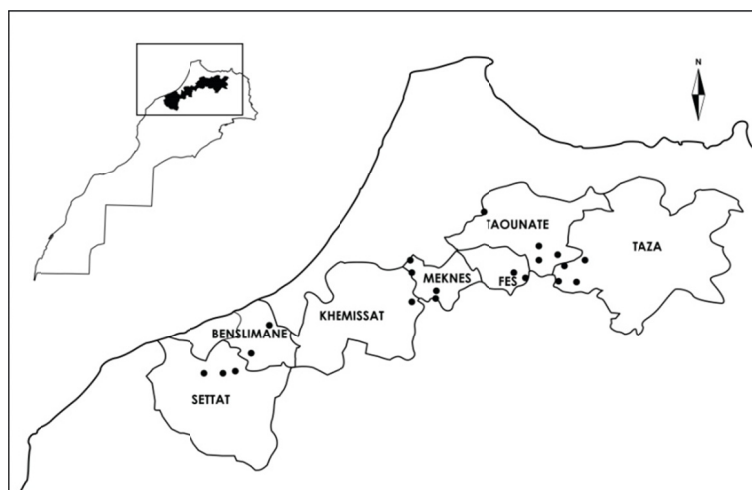 N
TAOUNATE
TAZA
MEKNES
FES
KHEMISSAT
BENSLIMANE
SETTAT